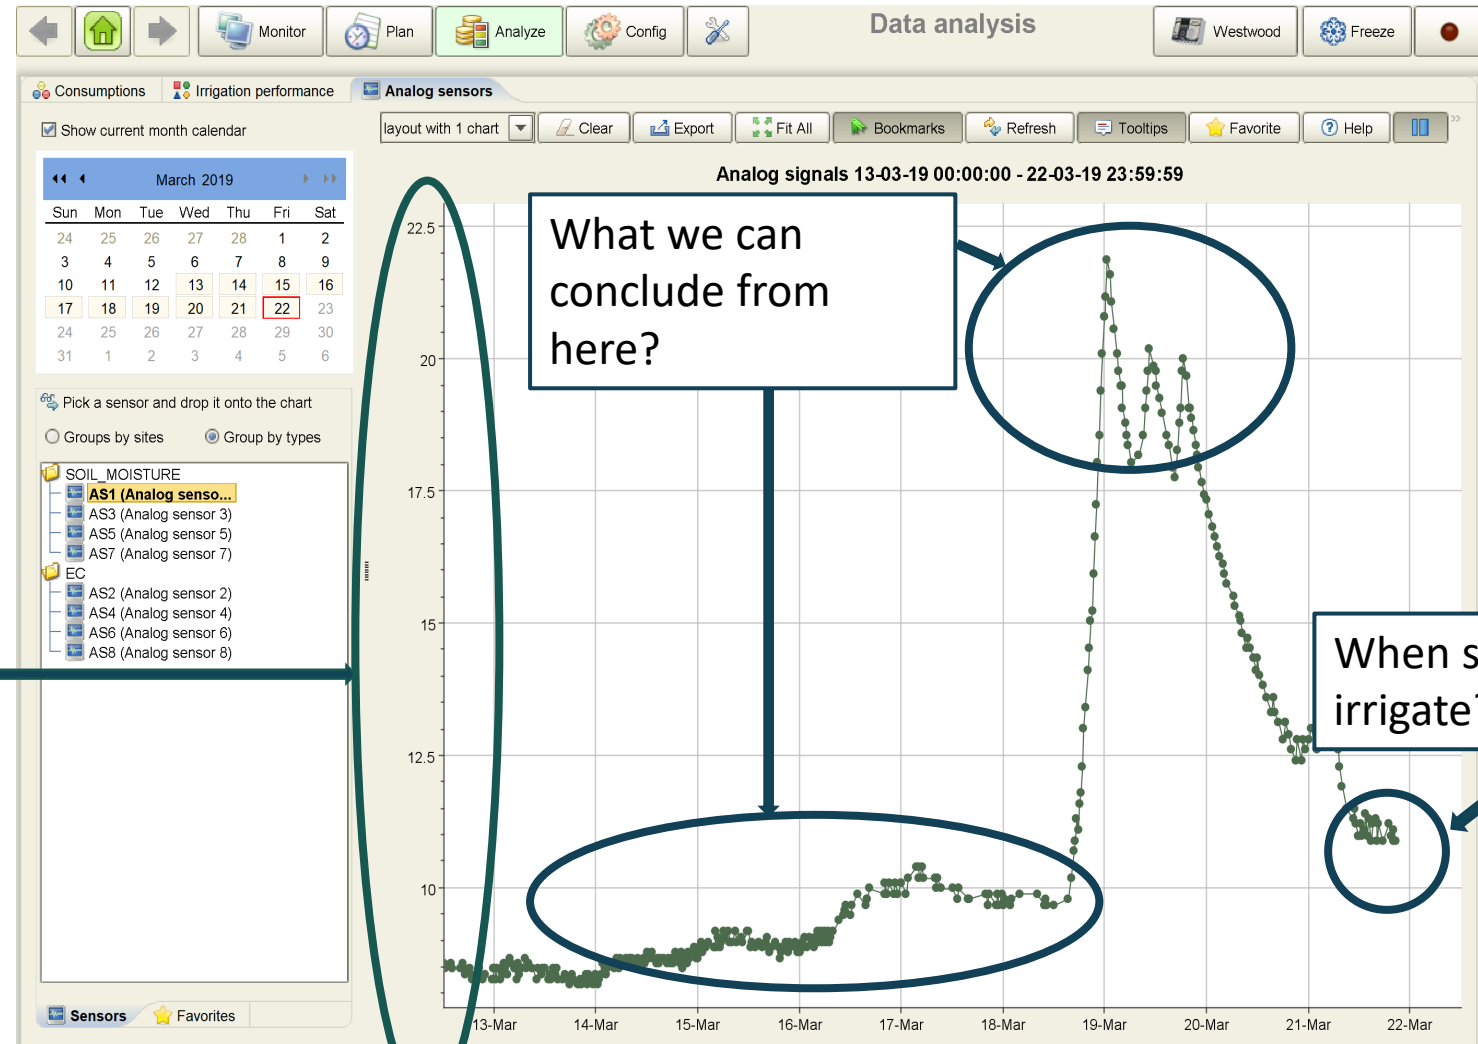 Monitor
Plan
Analyze
Config
Data analysis
Westwood
Freeze
Consumptions
Irrigation performance
Analog sensors
Show current month calendar
layout with 1 chart
Clear
Export
Fit All
Bookmarks
Refresh
Tooltips
Favorite
Help
March 2019
Sun Mon Tue Wed Thu Fri Sat
24 25 26 27 28 1 2
3 4 5 6 7 8 9
10 11 12 13 14 15 16
17 18 19 20 21 22 23
24 25 26 27 28 29 30
31 1 2 3 4 5 6
Pick a sensor and drop it onto the chart
Groups by sites
Group by types
SOIL_MOISTURE
AS1 (Analog senso...
AS3 (Analog sensor 3)
AS5 (Analog sensor 5)
AS7 (Analog sensor 7)
EC
AS2 (Analog sensor 2)
AS4 (Analog sensor 4)
AS6 (Analog sensor 6)
AS8 (Analog sensor 8)
Sensors
Favorites
Analog signals 13-03-19 00:00:00 - 22-03-19 23:59:59
What we can
conclude from
here?
When s
irrigate?
22.5
20
17.5
15
12.5
10
13-Mar
14-Mar
15-Mar
16-Mar
17-Mar
18-Mar
19-Mar
20-Mar
21-Mar
22-Mar